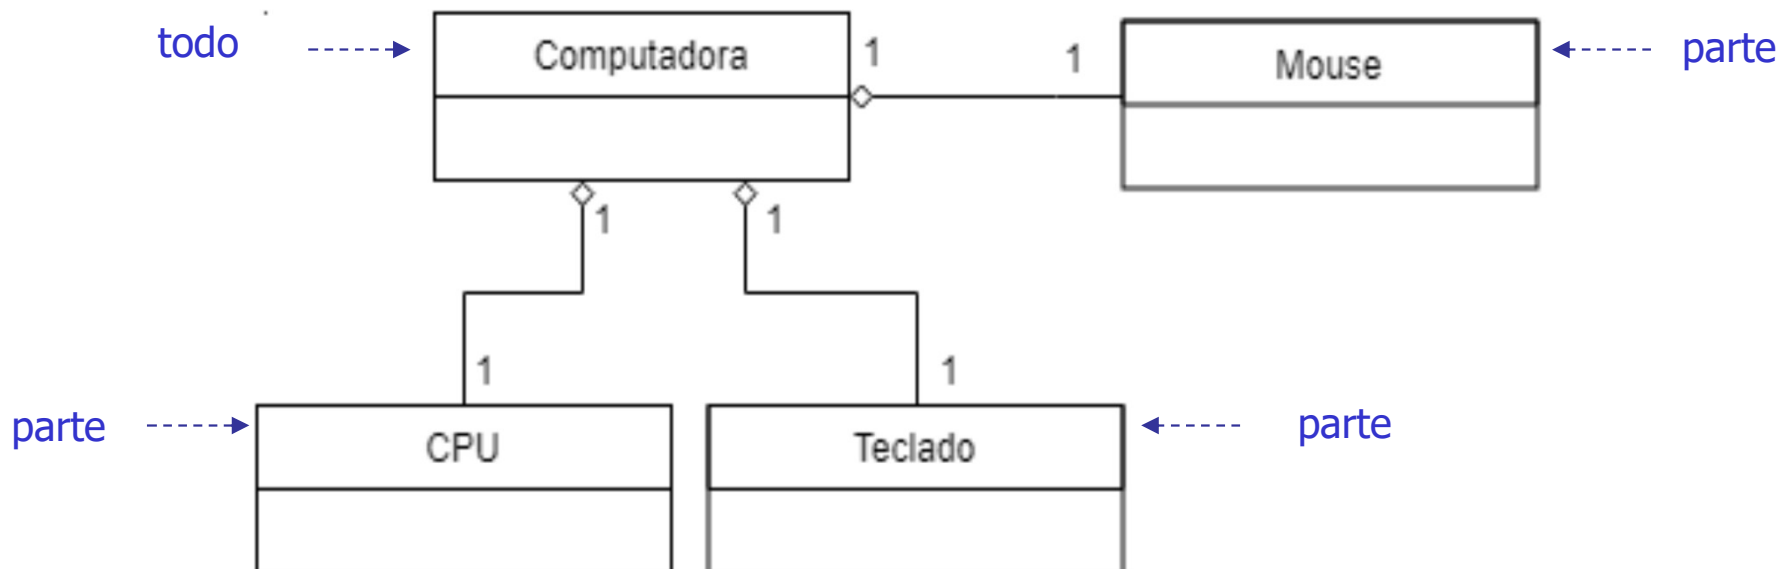 todo
Computadora
1
1
Mouse
parte
1
1
1
1
parte
CPU
Teclado
parte